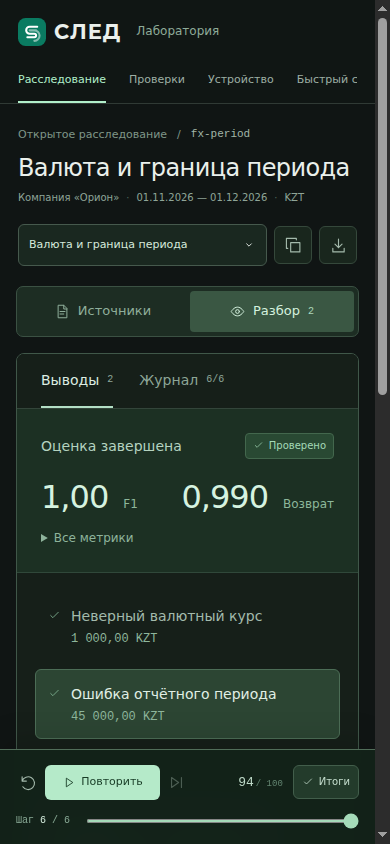 СЛЕД Лаборатория
Расследование Проверки Устройство Быстрый с
Открытое расследование / fx-period
Валюта и граница периода
Компания «Орион» · 01.11.2026 — 01.12.2026 · KZT
Валюта и граница периода
Источники Разбор 2
Выводы 2 Журнал 6/6
Оценка завершена Проверено
1,00 F1 0,990 Возврат
Все метрики
Неверный валютный курс
1 000,00 KZT
Ошибка отчётного периода
45 000,00 KZT
Повторить 94 / 100 Итоги
Шаг 6 / 6